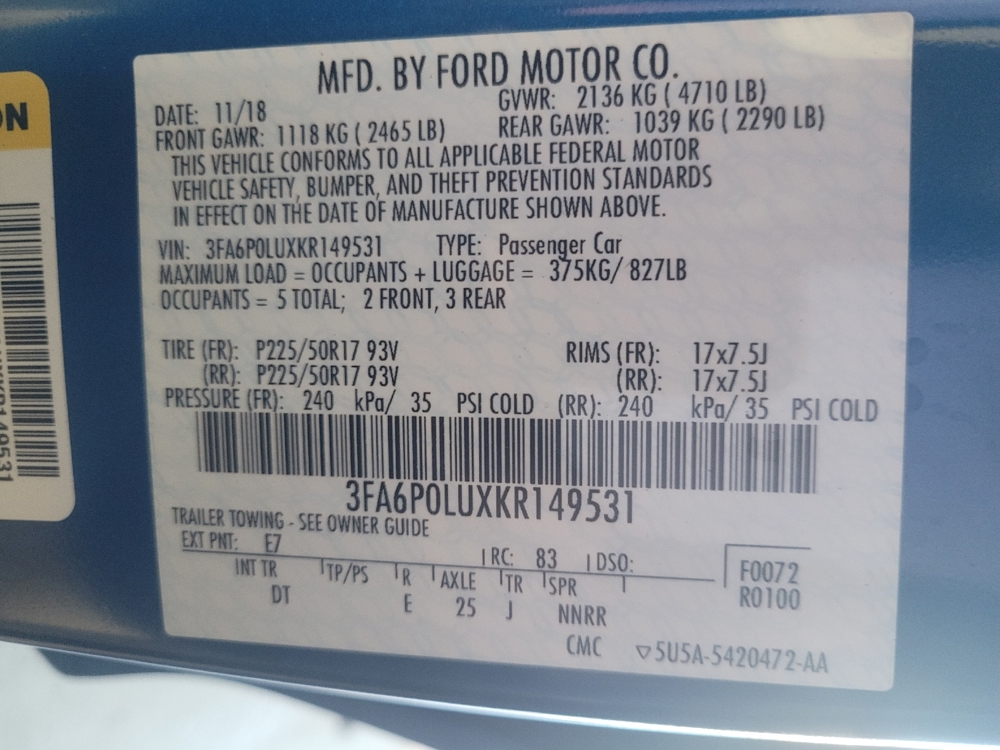 MFD. BY FORD MOTOR CO.
DATE: 11/18
GVWR: 2136 KG ( 4710 LB)
FRONT GAWR: 1118 KG ( 2465 LB)
REAR GAWR: 1039 KG ( 2290 LB)
THIS VEHICLE CONFORMS TO ALL APPLICABLE FEDERAL MOTOR
VEHICLE SAFETY, BUMPER, AND THEFT PREVENTION STANDARDS
IN EFFECT ON THE DATE OF MANUFACTURE SHOWN ABOVE.
VIN: 3FA6P0LUXKR149531 TYPE: Passenger Car
MAXIMUM LOAD = OCCUPANTS + LUGGAGE = 375KG/ 827LB
OCCUPANTS = 5 TOTAL; 2 FRONT, 3 REAR
TIRE (FR): P225/50R17 93V RIMS (FR): 17x7.5J
(RR): P225/50R17 93V (RR): 17x7.5J
PRESSURE (FR): 240 kPa/ 35 PSI COLD (RR): 240 kPa/ 35 PSI COLD
3FA6P0LUXKR149531
TRAILER TOWING - SEE OWNER GUIDE
EXT PNT: E7 RC: 83 DSO:
INT TR TP/PS R AXLE TR SPR
DT E 25 J NNRR
F0072
R0100
CMC ▽5U5A-5420472-AA